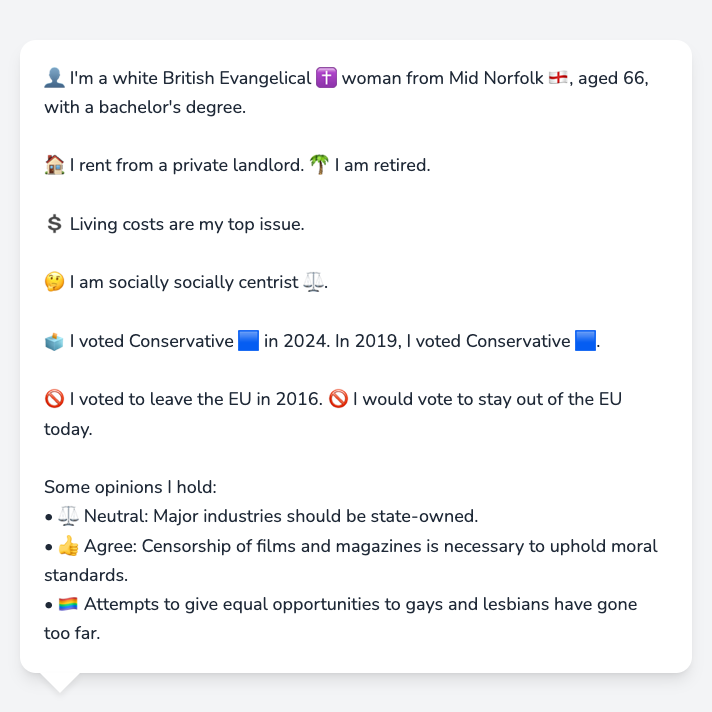 👤 I'm a white British Evangelical ✝️ woman from Mid Norfolk 🏴󠁧󠁢󠁥󠁮󠁧󠁿, aged 66,
with a bachelor's degree.
🏠 I rent from a private landlord. 🌴 I am retired.
💲 Living costs are my top issue.
🤔 I am socially socially centrist ⚖️.
🗳️ I voted Conservative 🟦 in 2024. In 2019, I voted Conservative 🟦.
🚫 I voted to leave the EU in 2016. 🚫 I would vote to stay out of the EU
today.
Some opinions I hold:
• ⚖️ Neutral: Major industries should be state-owned.
• 👍 Agree: Censorship of films and magazines is necessary to uphold moral
standards.
• 🏳️‍🌈 Attempts to give equal opportunities to gays and lesbians have gone
too far.